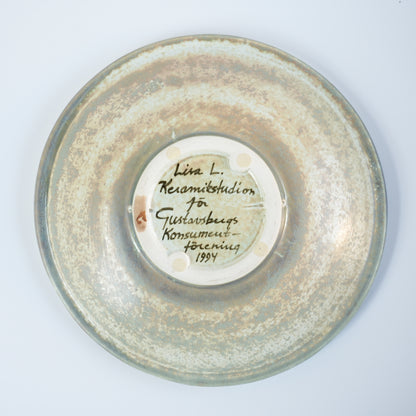 Lisa L.
Keramikstudion
för
Gustavsbergs
Konsument-
förening
1994